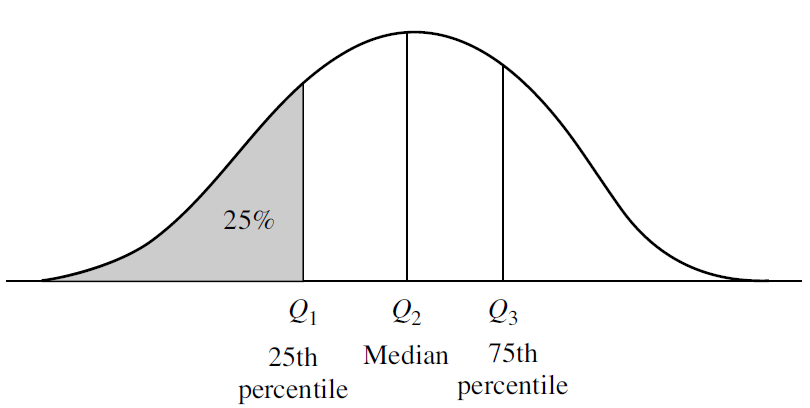 25%
Q1 Q2 Q3
25th Median 75th
percentile percentile